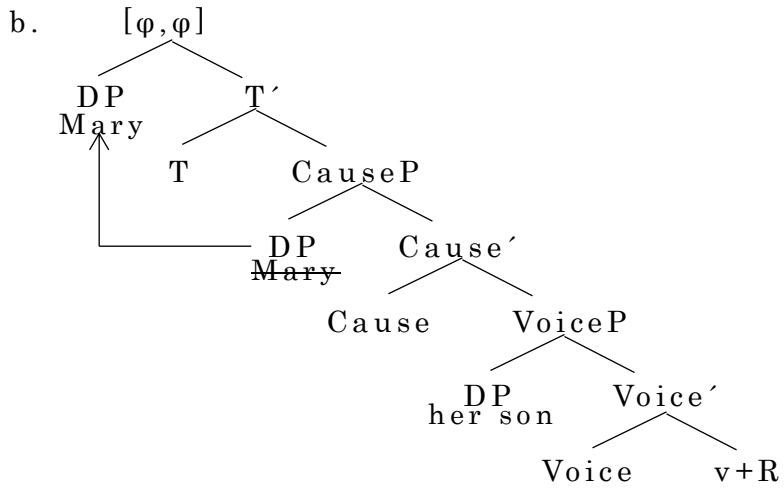 b. [φ,φ]
DP T´
Mary
T CauseP
DP Cause´
Mary
Cause VoiceP
DP Voice´
her son
Voice v+R